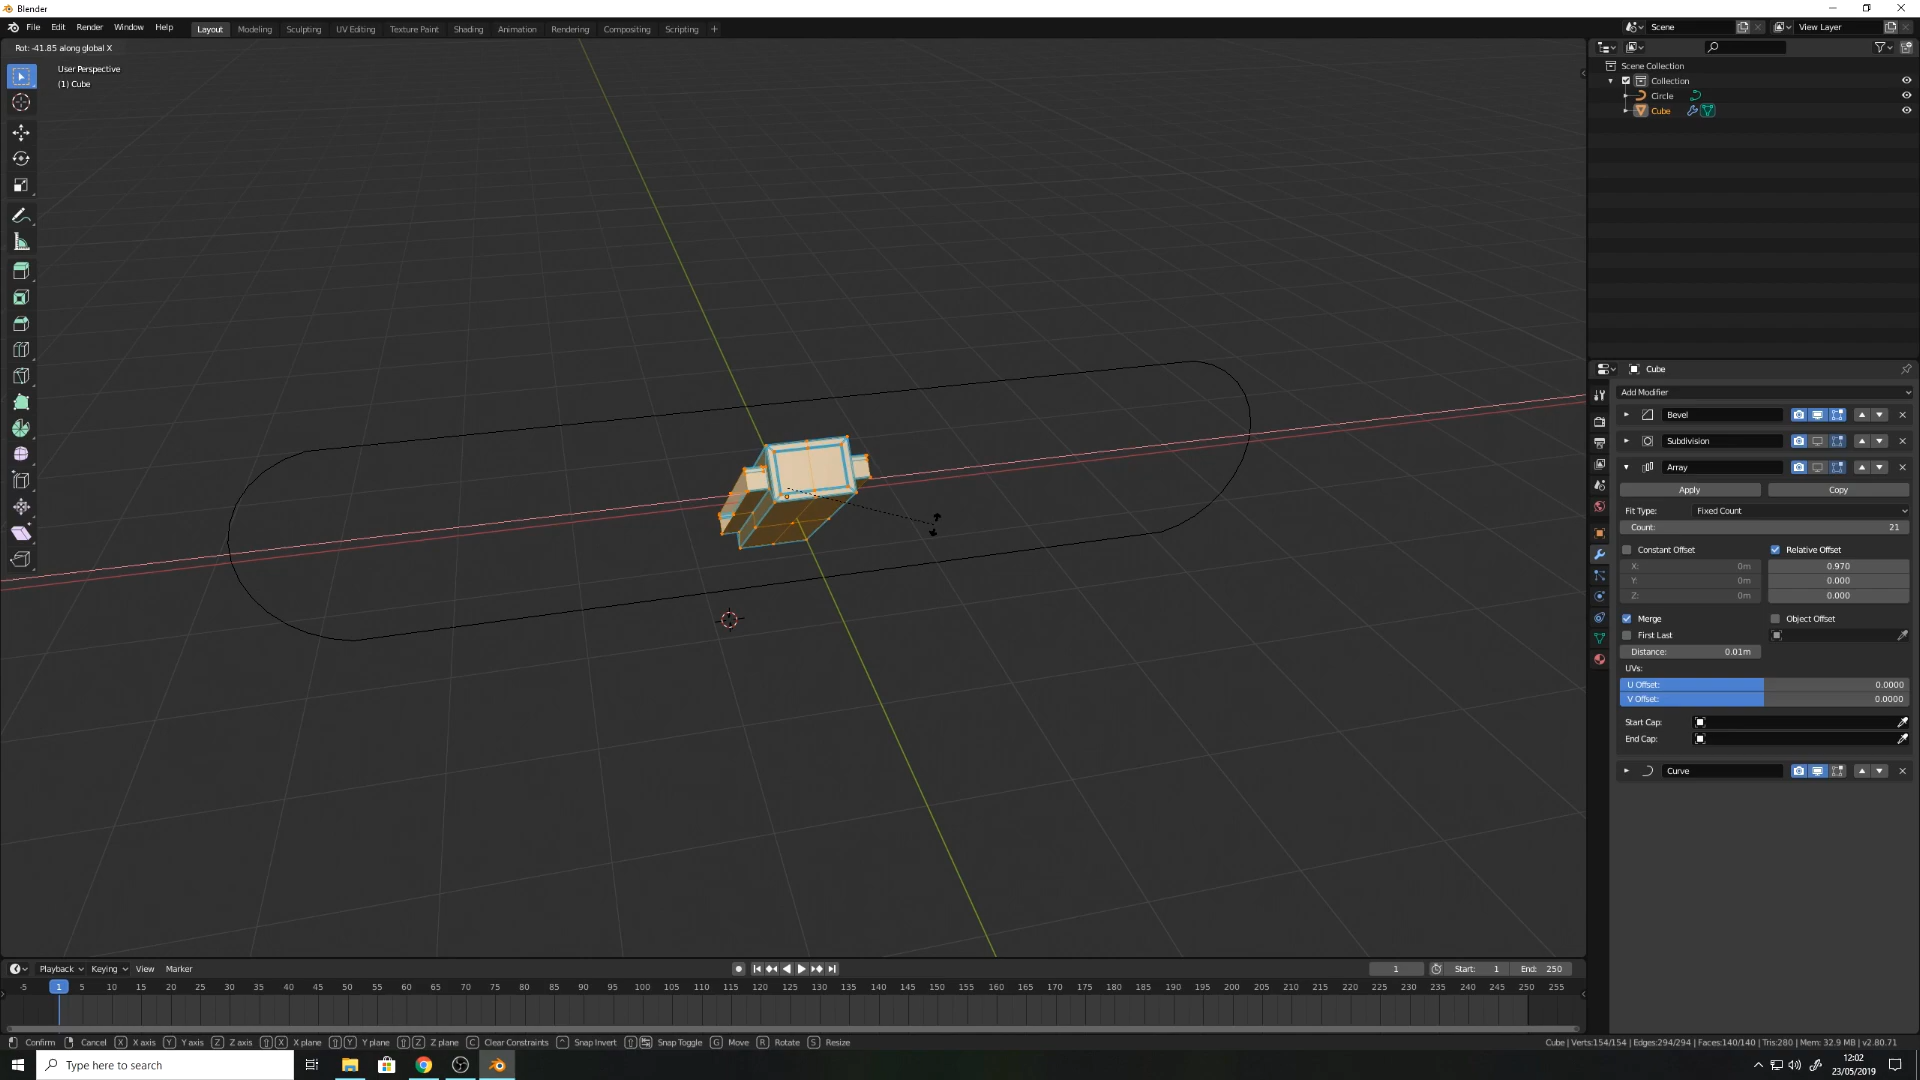 Blender
File Edit Render Window Help Layout Modeling Sculpting UV Editing Texture Paint Shading Animation Rendering Compositing Scripting + Scene View Layer
Rot: -41.85 along global X
User Perspective
(1) Cube
Scene Collection
Collection
Circle
Cube
Cube
Add Modifier
Bevel
Subdivision
Array
Apply Copy
Fit Type: Fixed Count
Count: 21
Constant Offset Relative Offset
X: 0m 0.970
Y: 0m 0.000
Z: 0m 0.000
Merge Object Offset
First Last
Distance: 0.01m
UVs:
U Offset: 0.0000
V Offset: 0.0000
Start Cap:
End Cap:
Curve
Playback Keying View Marker 1 Start: 1 End: 250
-5 1 5 10 15 20 25 30 35 40 45 50 55 60 65 70 75 80 85 90 95 100 105 110 115 120 125 130 135 140 145 150 155 160 165 170 175 180 185 190 195 200 205 210 215 220 225 230 235 240 245 250 255
Confirm Cancel X X axis Y Y axis Z Z axis X X plane Y Y plane Z Z plane C Clear Constraints ^ Snap Invert Snap Toggle G Move R Rotate S Resize Cube | Verts:154/154 | Edges:294/294 | Faces:140/140 | Tris:280 | Mem: 32.9 MB | v2.80.71
Type here to search 12:02
23/05/2019